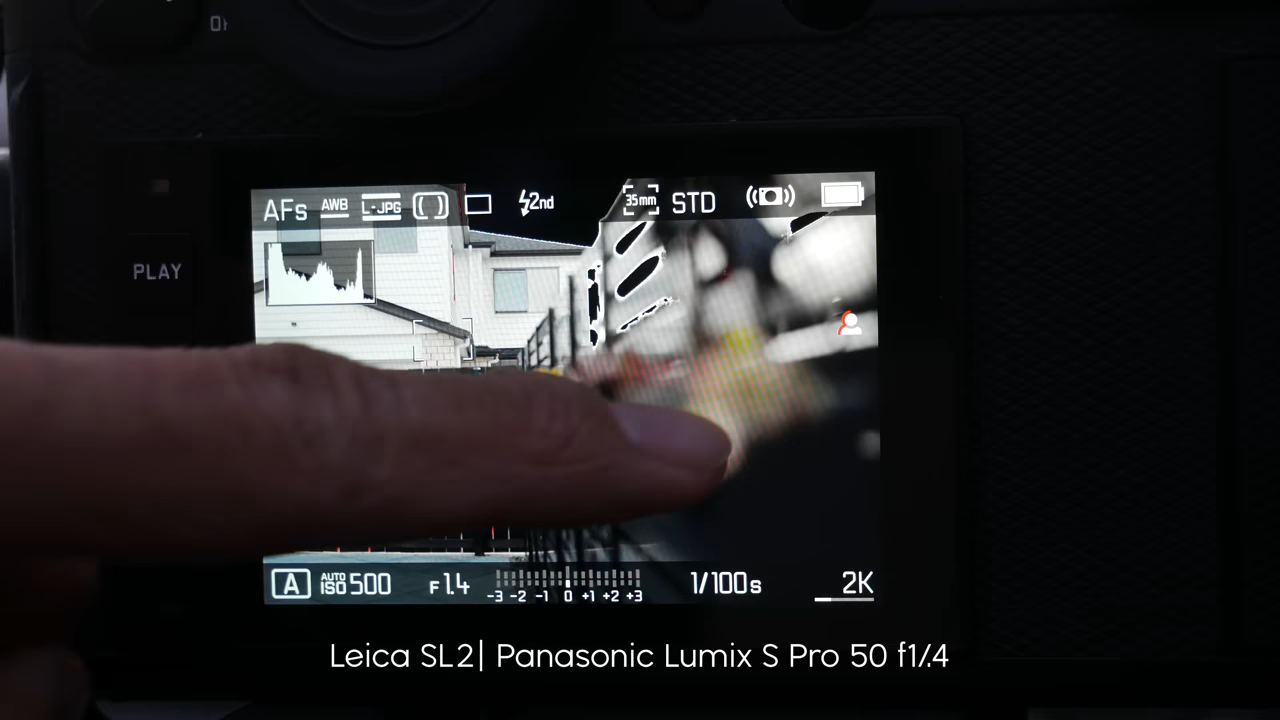 AFs AWB L-JPG 2nd 35mm STD
PLAY
A AUTO ISO 500 F1.4 -3 -2 -1 0 +1 +2 +3 1/100s 2K
Leica SL2| Panasonic Lumix S Pro 50 f1/.4